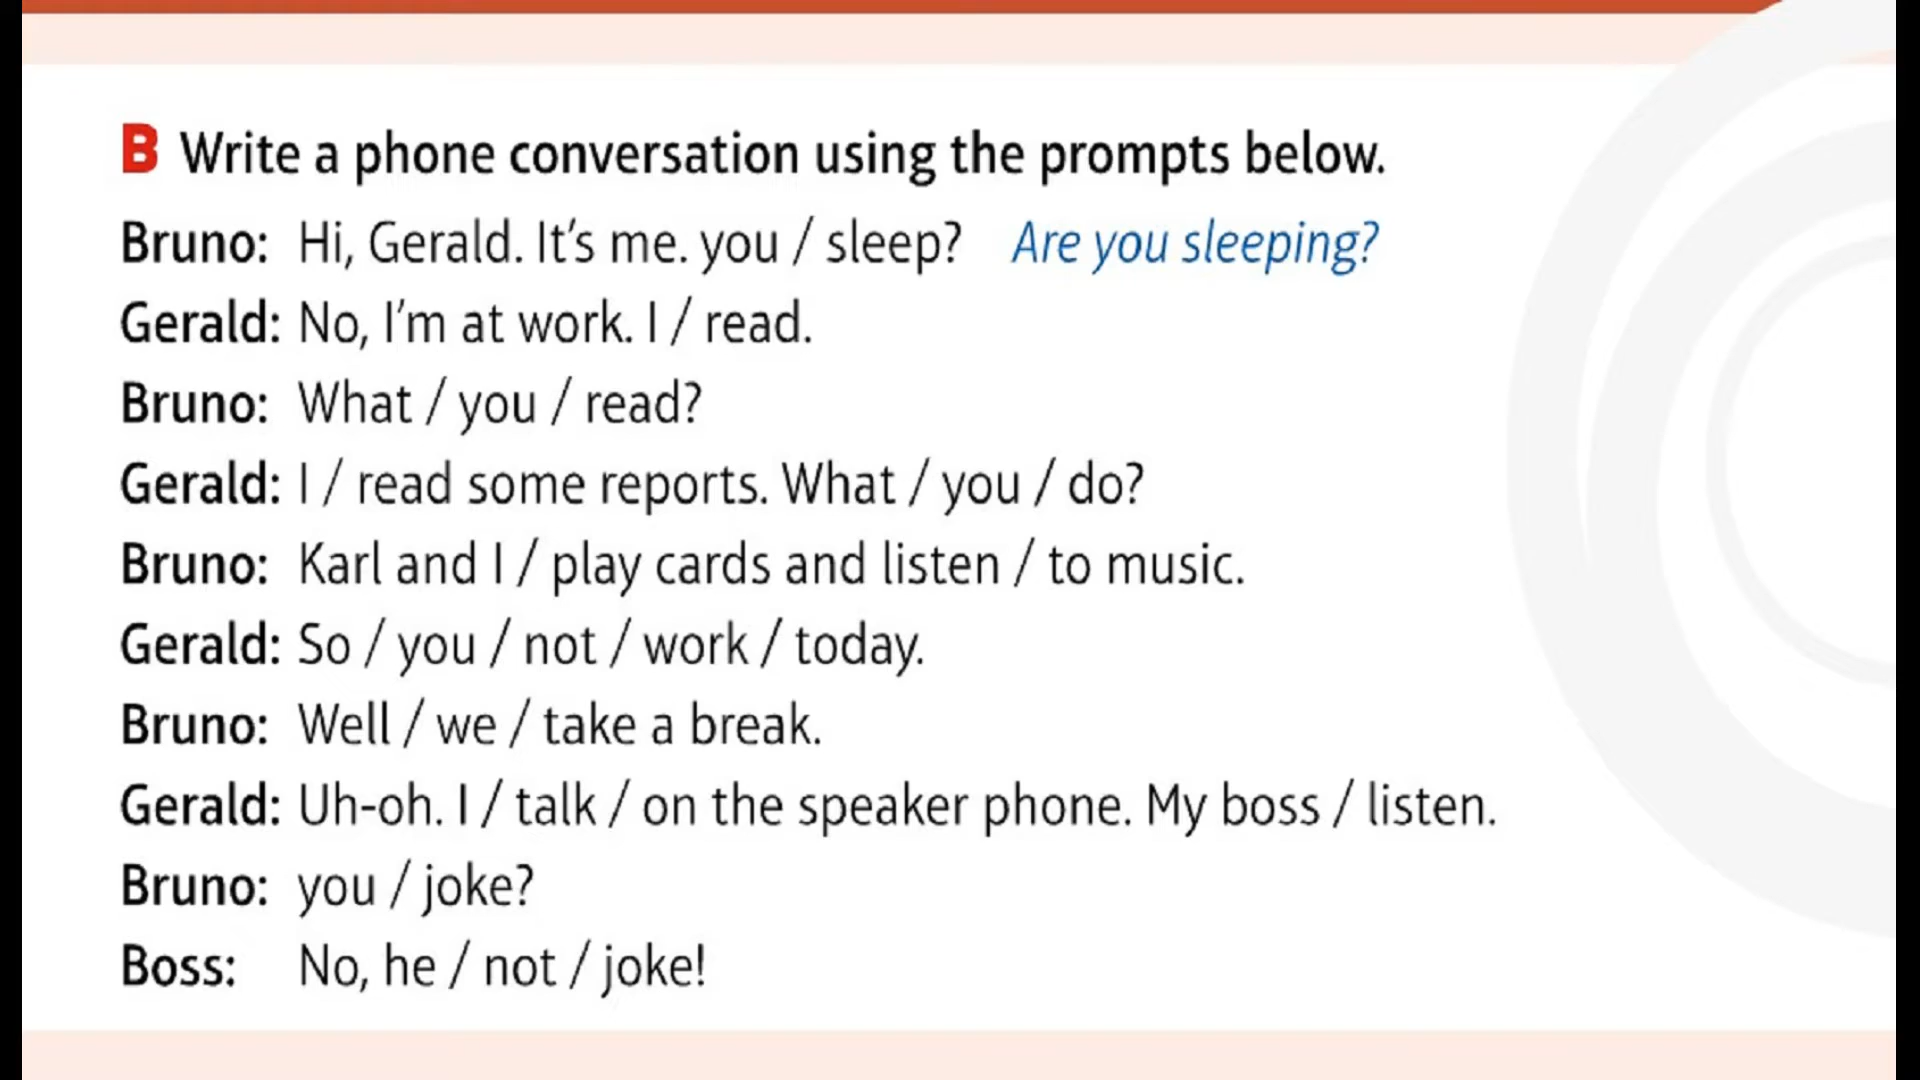 B Write a phone conversation using the prompts below.
Bruno: Hi, Gerald. It's me. you / sleep? Are you sleeping?
Gerald: No, I'm at work. I / read.
Bruno: What / you / read?
Gerald: I / read some reports. What / you / do?
Bruno: Karl and I / play cards and listen / to music.
Gerald: So / you / not / work / today.
Bruno: Well / we / take a break.
Gerald: Uh-oh. I / talk / on the speaker phone. My boss / listen.
Bruno: you / joke?
Boss: No, he / not / joke!